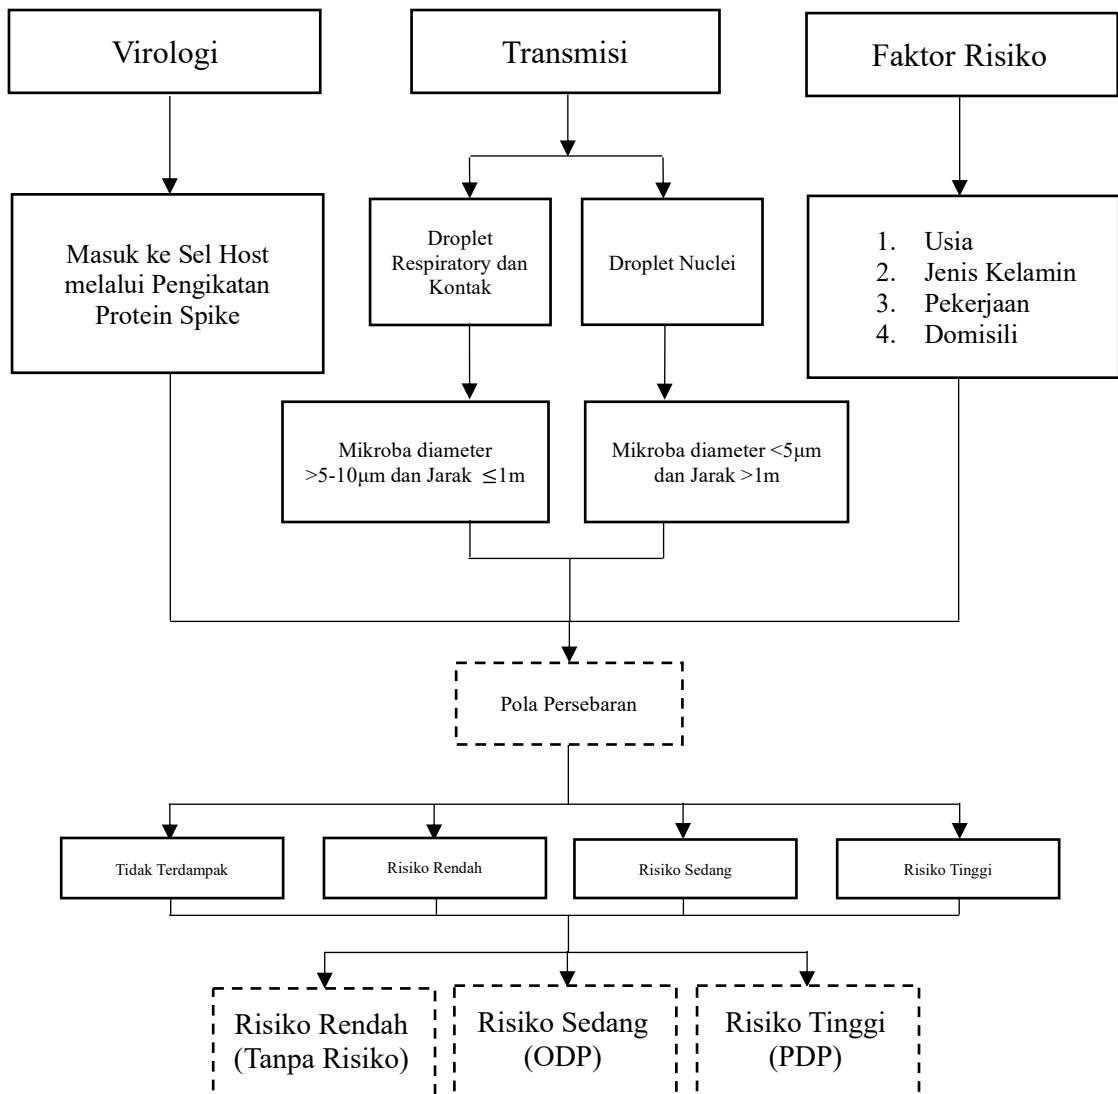 Virologi
Transmisi
Faktor Risiko
Masuk ke Sel Host
melalui Pengikatan
Protein Spike
Droplet
Respiratory dan
Kontak
Droplet Nuclei
1. Usia
2. Jenis Kelamin
3. Pekerjaan
4. Domisili
Mikroba diameter
>5-10μm dan Jarak ≤1m
Mikroba diameter <5μm
dan Jarak >1m
Pola Persebaran
Tidak Terdampak
Risiko Rendah
Risiko Sedang
Risiko Tinggi
Risiko Rendah
(Tanpa Risiko)
Risiko Sedang
(ODP)
Risiko Tinggi
(PDP)